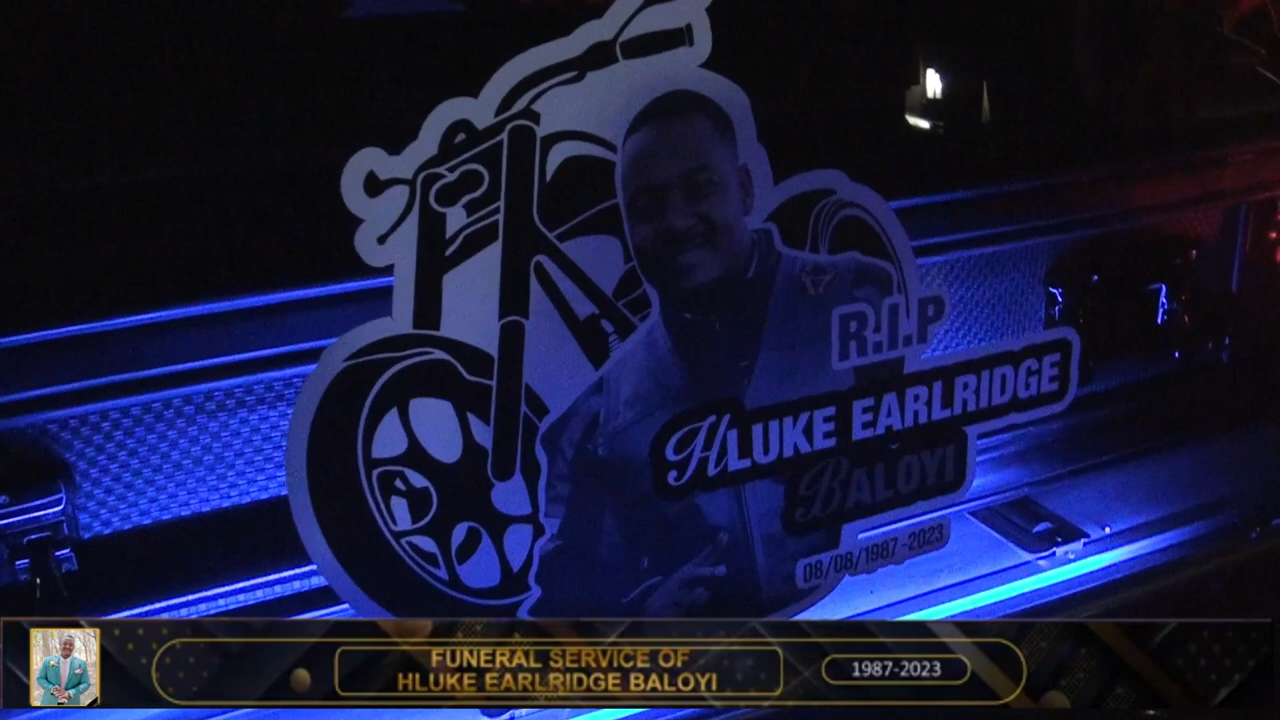 R.I.P
HLUKE EARLRIDGE
BALOYI
08/08/1987-2023
FUNERAL SERVICE OF
HLUKE EARLRIDGE BALOYI
1987-2023